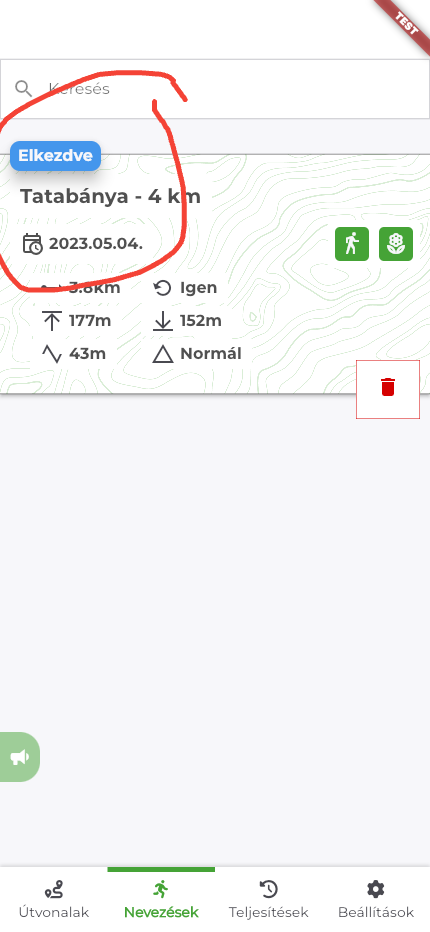 TEST
Keresés
Elkezdve
Tatabánya - 4 km
2023.05.04.
3.8km
Igen
177m
152m
43m
Normál
Útvonalak
Nevezések
Teljesítések
Beállítások